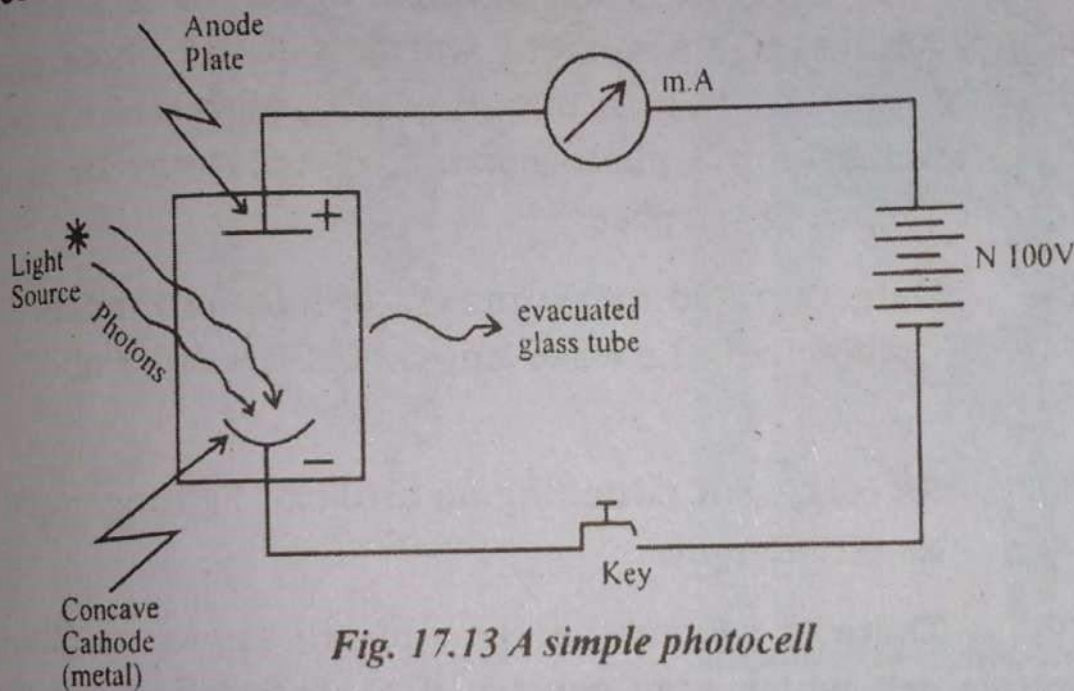 Anode
Plate
m.A
+
Light
Source
Photons
N 100V
evacuated
glass tube
−
Key
Concave
Cathode
(metal)
Fig. 17.13 A simple photocell